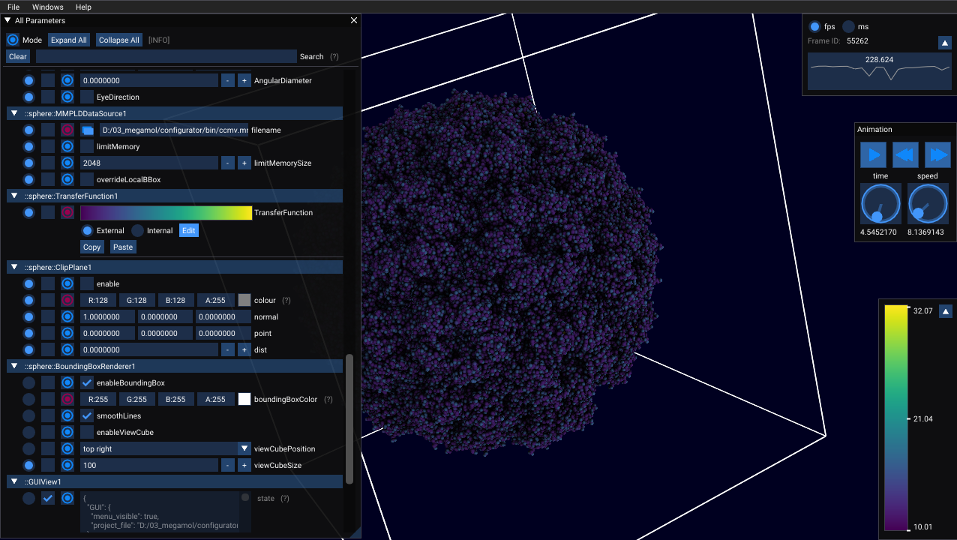 File Windows Help
All Parameters
Mode Expand All Collapse All [INFO]
Clear Search (?)
0.0000000 - + AngularDiameter
EyeDirection
::sphere::MMPLDDataSource1
D:/03_megamol/configurator/bin/ccmv.m filename
limitMemory
2048 - + limitMemorySize
overrideLocalBBox
::sphere::TransferFunction1
TransferFunction
External Internal Edit
Copy Paste
::sphere::ClipPlane1
enable
R:128 G:128 B:128 A:255 colour (?)
1.0000000 0.0000000 0.0000000 normal
0.0000000 0.0000000 0.0000000 point
0.0000000 - + dist
::sphere::BoundingBoxRenderer1
enableBoundingBox
R:255 G:255 B:255 A:255 boundingBoxColor (?)
smoothLines
enableViewCube
top right viewCubePosition
100 - + viewCubeSize
::GUIView1
{ state (?)
"GUI": {
"menu_visible": true,
"project_file": "D:/03_megamol/configurator
fps ms
Frame ID: 55262
228.624
Animation
time speed
4.5452170 8.1369143
32.07
21.04
10.01